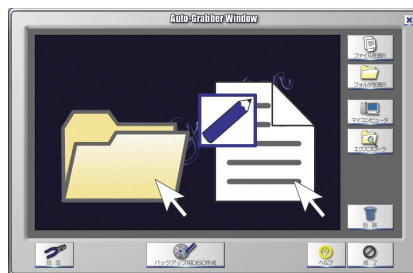 Auto-Grabber Window
ファイルを選択
フォルダを選択
マイコンピュータ
エクスプローラ
削 除
設 定
バックアップ用DISC作成
ヘルプ
終 了